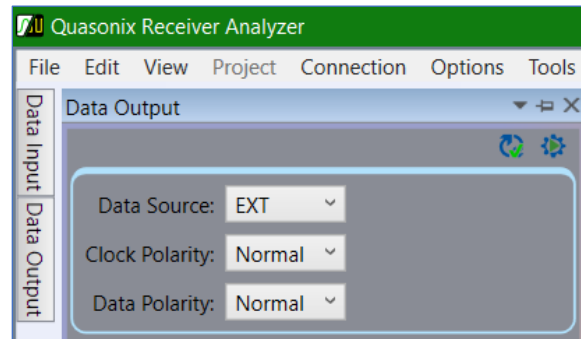 Quasonix Receiver Analyzer
File Edit View Project Connection Options Tools
Data Input
Data Output
Data Output
Data Source: EXT
Clock Polarity: Normal
Data Polarity: Normal